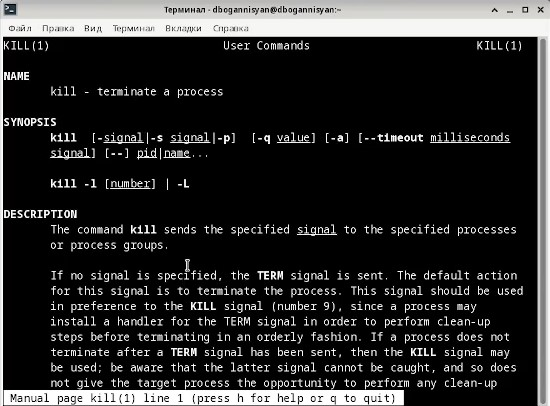 Терминал - dbogannisyan@dbogannisyan:~
Файл Правка Вид Терминал Вкладки Справка
KILL(1) User Commands KILL(1)
NAME
kill - terminate a process
SYNOPSIS
kill [-signal|-s signal|-p] [-q value] [-a] [--timeout milliseconds
signal] [--] pid|name...
kill -l [number] | -L
DESCRIPTION
The command kill sends the specified signal to the specified processes
or process groups.
If no signal is specified, the TERM signal is sent. The default action
for this signal is to terminate the process. This signal should be used
in preference to the KILL signal (number 9), since a process may
install a handler for the TERM signal in order to perform clean-up
steps before terminating in an orderly fashion. If a process does not
terminate after a TERM signal has been sent, then the KILL signal may
be used; be aware that the latter signal cannot be caught, and so does
not give the target process the opportunity to perform any clean-up
Manual page kill(1) line 1 (press h for help or q to quit)